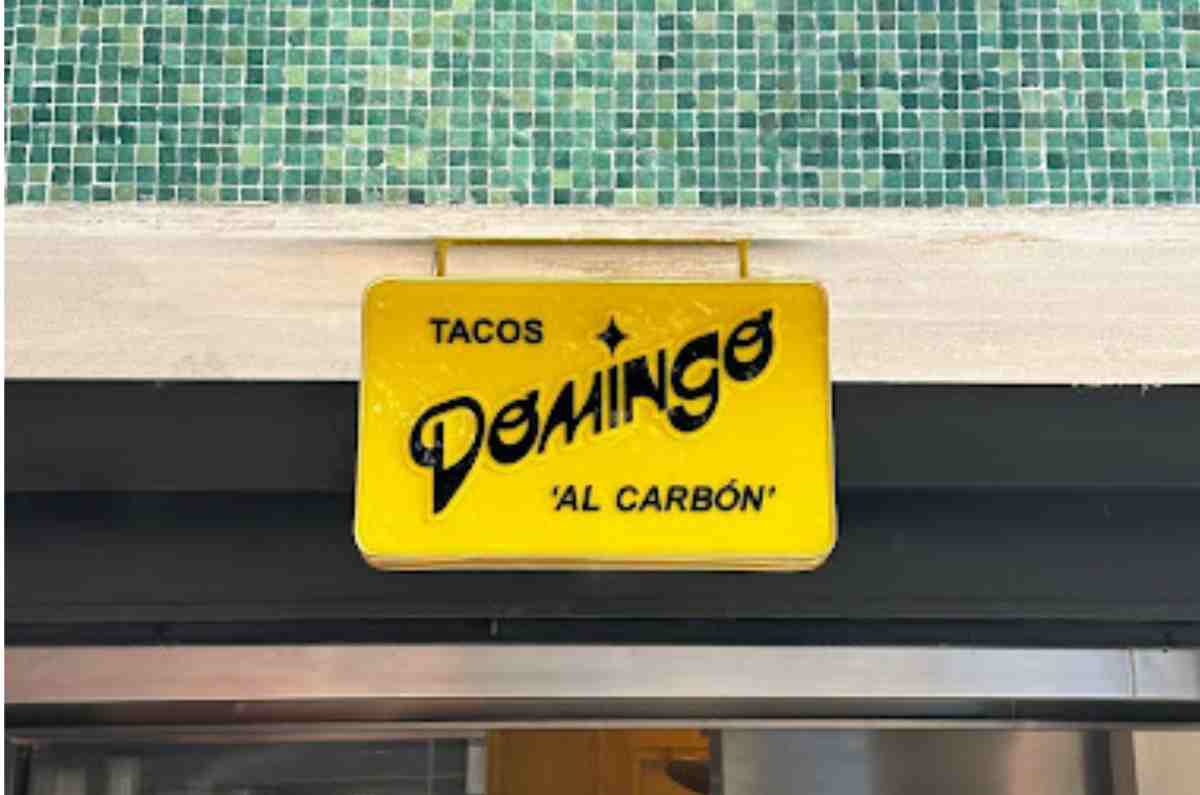 TACOS
DOMINGO
'AL CARBÓN'